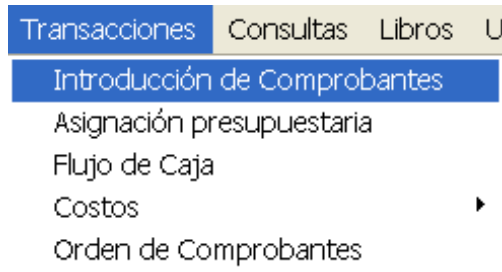 Transacciones Consultas Libros U
Introducción de Comprobantes
Asignación presupuestaria
Flujo de Caja
Costos
Orden de Comprobantes